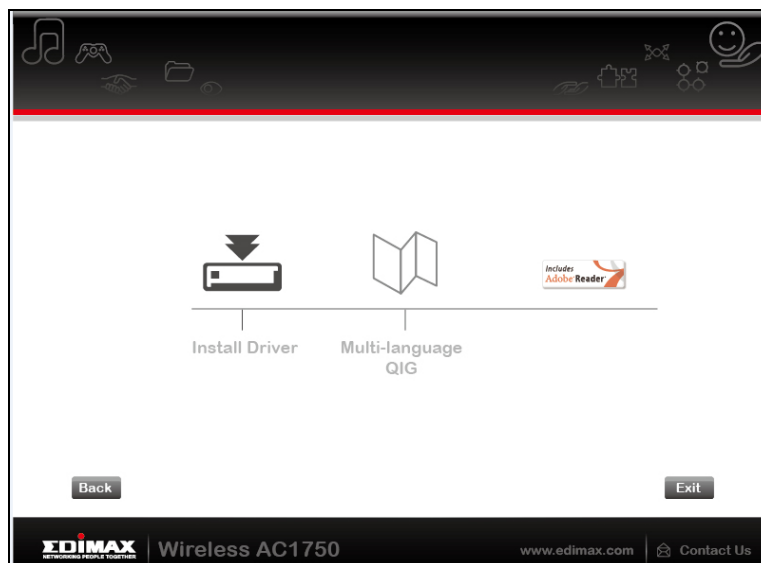 Includes
Adobe Reader
Install Driver
Multi-language
QIG
Back
Exit
EDIMAX
NETWORKING PEOPLE TOGETHER
Wireless AC1750
www.edimax.com
Contact Us